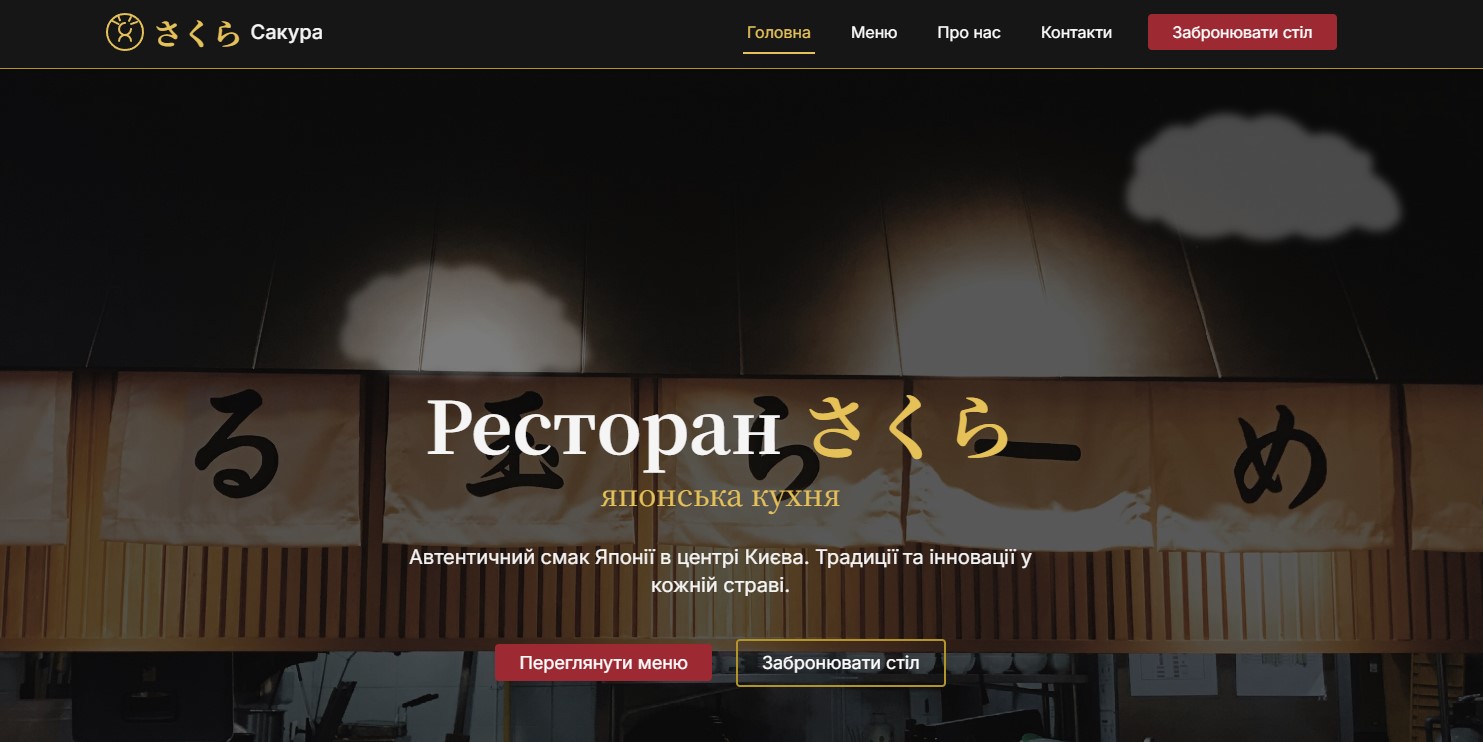 さくら Сакура
Головна Меню Про нас Контакти Забронювати стіл
る 玉 ら ー め
Ресторан さくら
японська кухня
Автентичний смак Японії в центрі Києва. Традиції та інновації у
кожній страві.
Переглянути меню Забронювати стіл